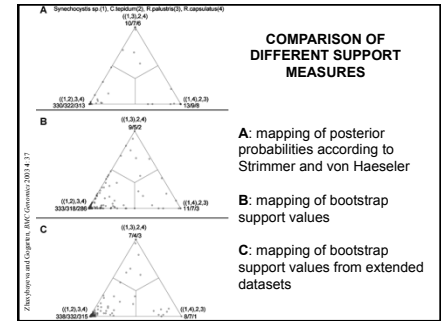 A Synechocystis sp.(1), C.tepidum(2), R.palustris(3), R.capsulatus(4)
((1,3),2,4)
10/7/6
((1,2),3,4)
330/322/313
((1,4),2,3)
13/9/8
B
((1,3),2,4)
9/5/2
((1,2),3,4)
333/318/286
((1,4),2,3)
11/7/3
C
((1,3),2,4)
7/4/3
((1,2),3,4)
338/332/315
((1,4),2,3)
8/7/1
Zhaxybayeva and Gogarten, BMC Genomics 2003 4:37
COMPARISON OF
DIFFERENT SUPPORT
MEASURES
A: mapping of posterior
probabilities according to
Strimmer and von Haeseler
B: mapping of bootstrap
support values
C: mapping of bootstrap
support values from extended
datasets